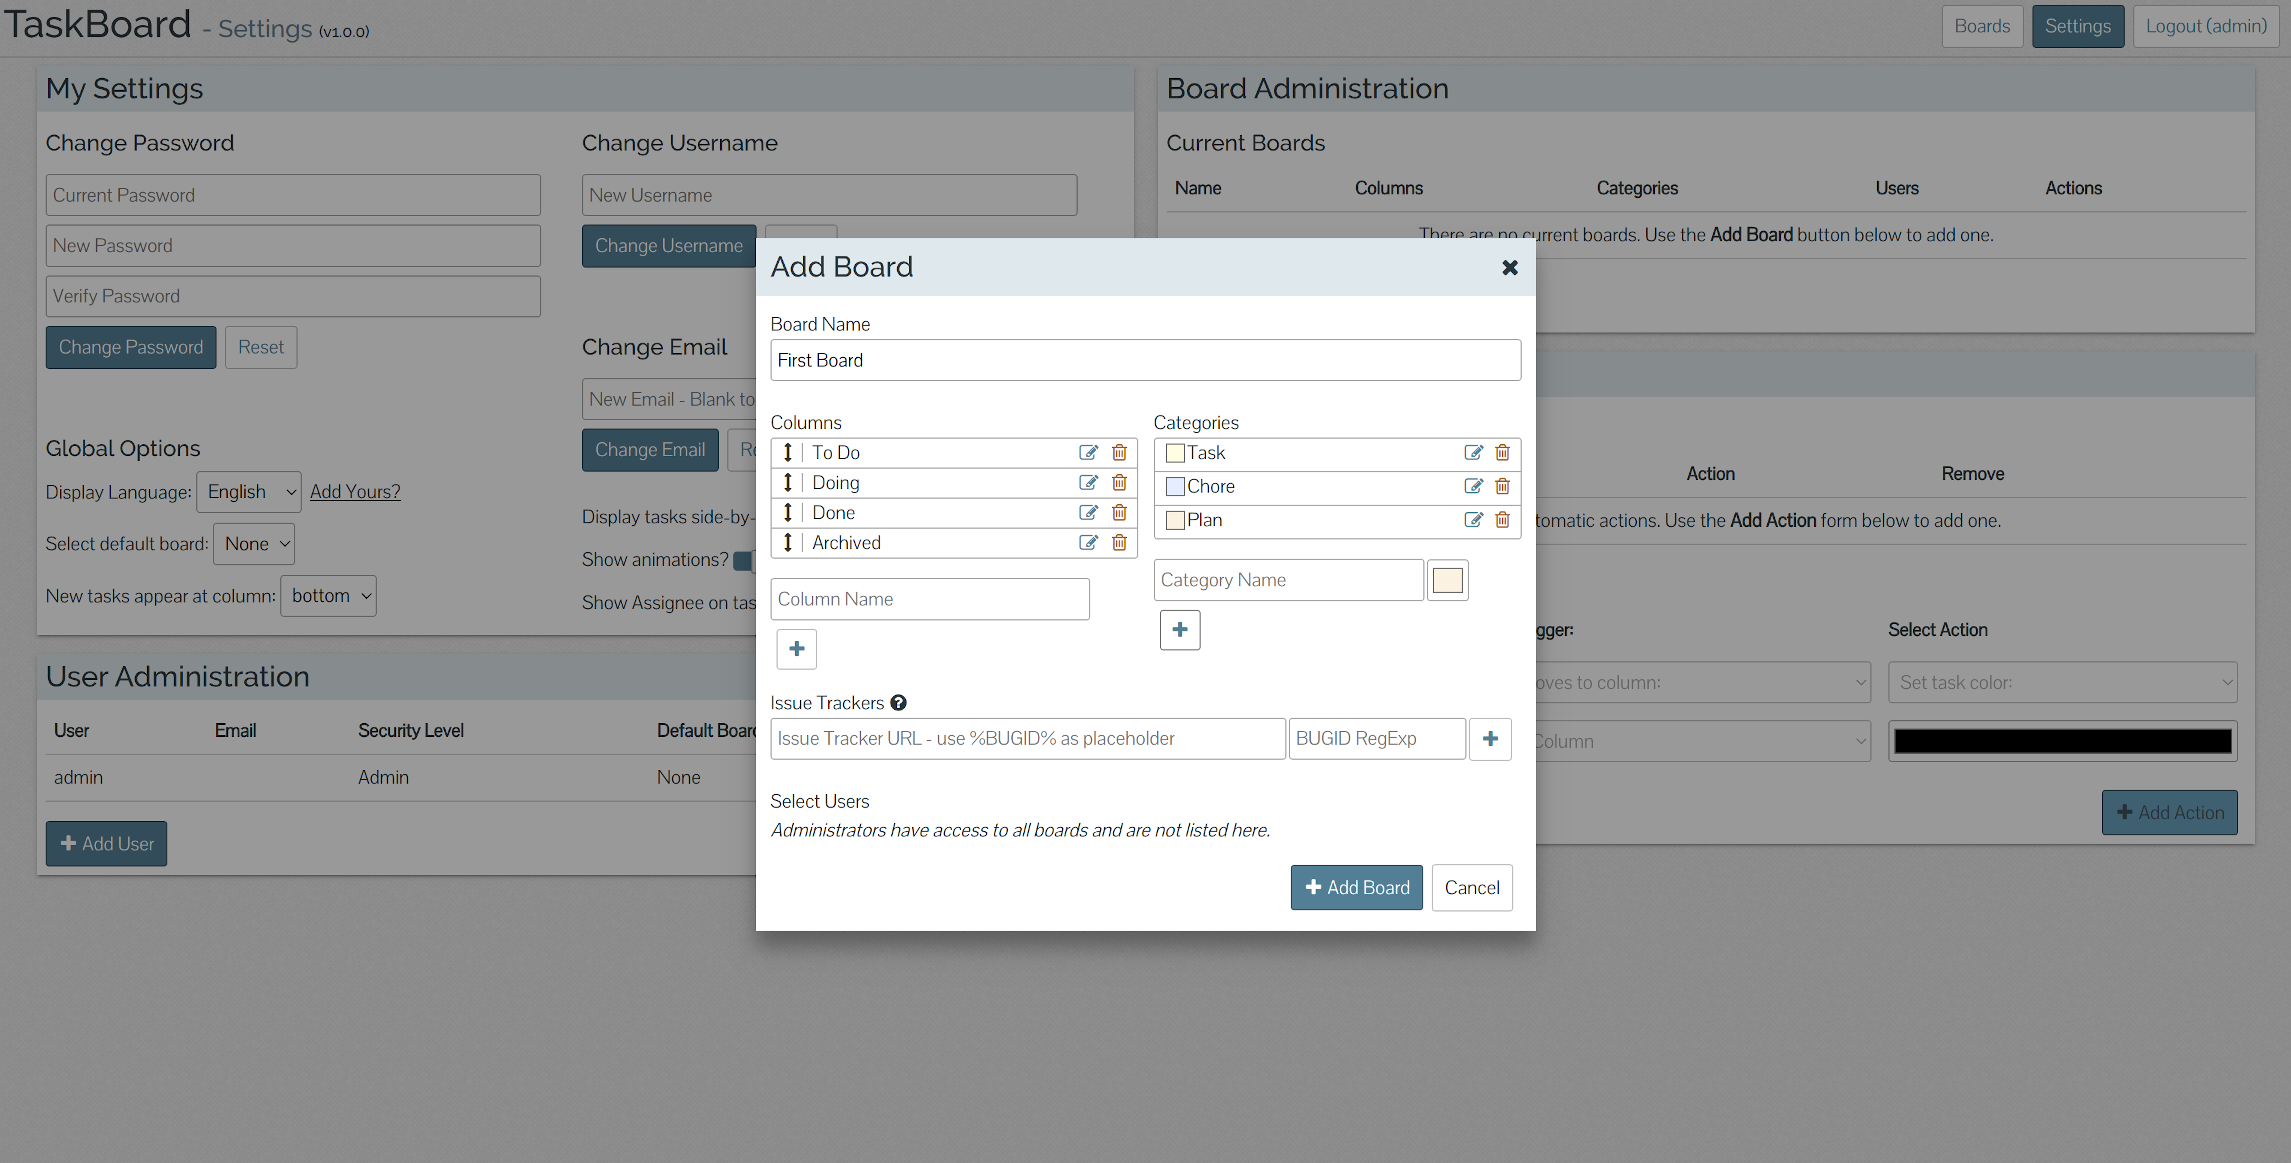 TaskBoard - Settings (v1.0.0)
Boards
Settings
Logout (admin)
My Settings
Change Password
Current Password
New Password
Verify Password
Change Password
Reset
Change Username
New Username
Change Username
Change Email
New Email - Blank to
Change Email
Global Options
Display Language:
English
Add Yours?
Select default board:
None
New tasks appear at column:
bottom
Display tasks side-by-
Show animations?
Show Assignee on tas
User Administration
User Email Security Level Default Board
admin Admin None
Add User
Board Administration
Current Boards
Name Columns Categories Users Actions
There are no current boards. Use the Add Board button below to add one.
Action Remove
tomatic actions. Use the Add Action form below to add one.
gger:
Select Action
oves to column:
Set task color:
Column
Add Action
Add Board
Board Name
First Board
Columns
To Do
Doing
Done
Archived
Column Name
Categories
Task
Chore
Plan
Category Name
Issue Trackers
Issue Tracker URL - use %BUGID% as placeholder
BUGID RegExp
Select Users
Administrators have access to all boards and are not listed here.
Add Board
Cancel